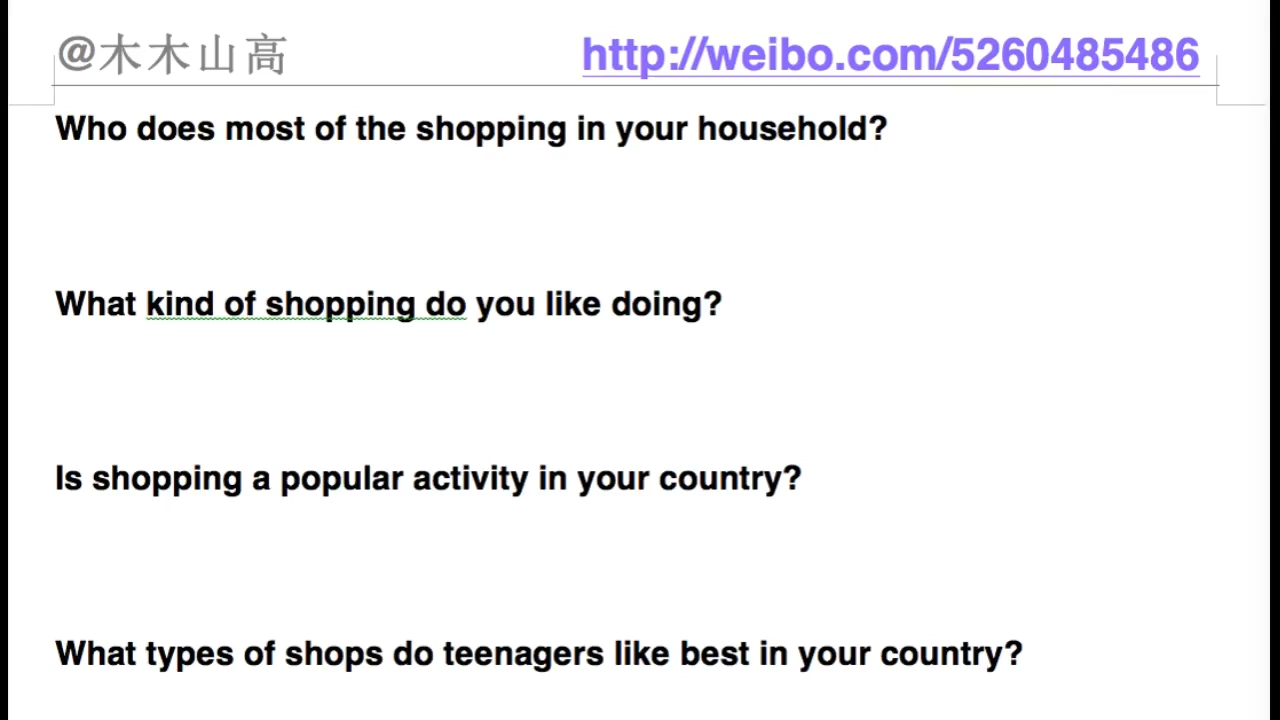 @木木山高 http://weibo.com/5260485486
Who does most of the shopping in your household?
What kind of shopping do you like doing?
Is shopping a popular activity in your country?
What types of shops do teenagers like best in your country?